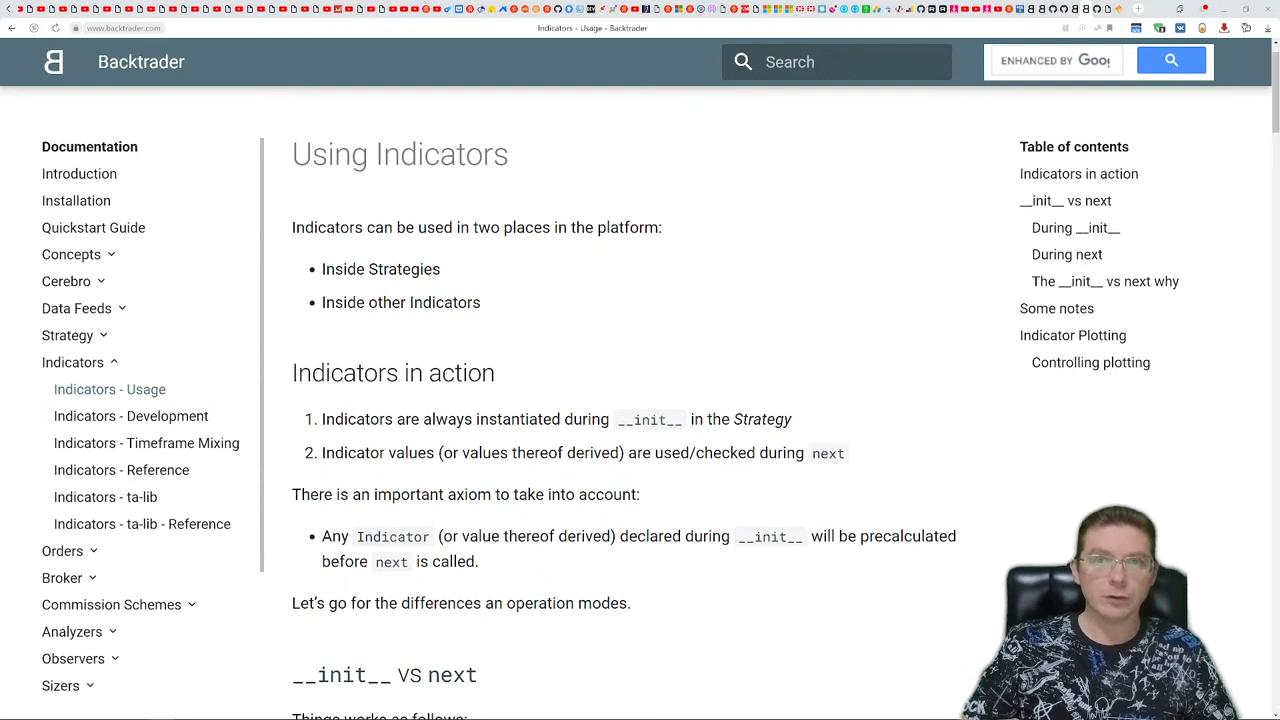 www.backtrader.com
Indicators - Usage - Backtrader
Backtrader
Search
ENHANCED BY Goog
Documentation
Introduction
Installation
Quickstart Guide
Concepts
Cerebro
Data Feeds
Strategy
Indicators
Indicators - Usage
Indicators - Development
Indicators - Timeframe Mixing
Indicators - Reference
Indicators - ta-lib
Indicators - ta-lib - Reference
Orders
Broker
Commission Schemes
Analyzers
Observers
Sizers
Using Indicators
Indicators can be used in two places in the platform:
• Inside Strategies
• Inside other Indicators
Indicators in action
1. Indicators are always instantiated during __init__ in the Strategy
2. Indicator values (or values thereof derived) are used/checked during next
There is an important axiom to take into account:
• Any Indicator (or value thereof derived) declared during __init__ will be precalculated
before next is called.
Let’s go for the differences an operation modes.
__init__ vs next
Things works as follows:
Table of contents
Indicators in action
__init__ vs next
During __init__
During next
The __init__ vs next why
Some notes
Indicator Plotting
Controlling plotting